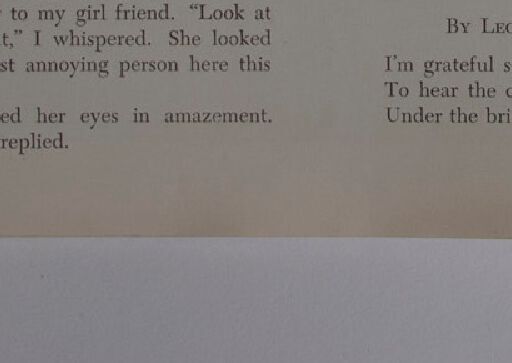 to my girl friend. “Look at
t,” I whispered. She looked
st annoying person here this
ed her eyes in amazement.
replied.
By Leo
I'm grateful s
To hear the c
Under the bri